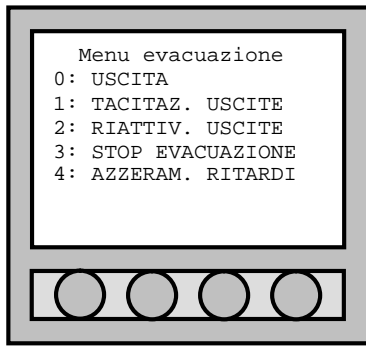 Menu evacuazione
0: USCITA
1: TACITAZ. USCITE
2: RIATTIV. USCITE
3: STOP EVACUAZIONE
4: AZZERAM. RITARDI